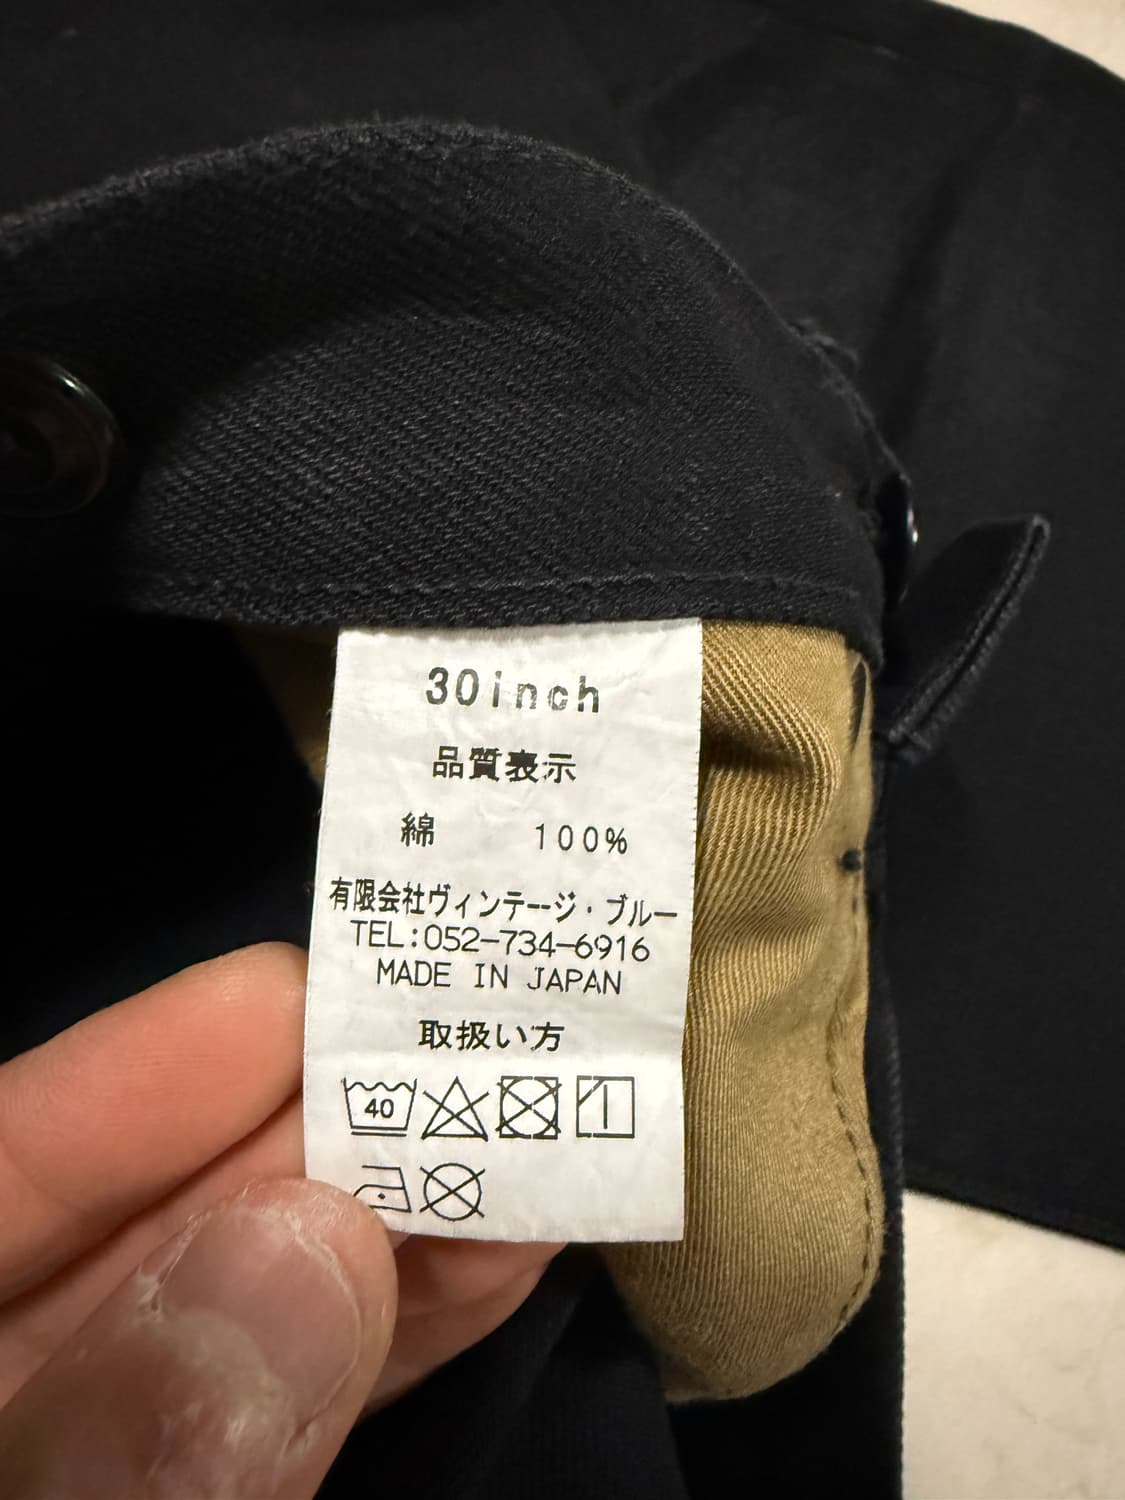 30inch
品質表示
綿 100%
有限会社ヴィンテージ・ブルー
TEL:052-734-6916
MADE IN JAPAN
取扱い方
40